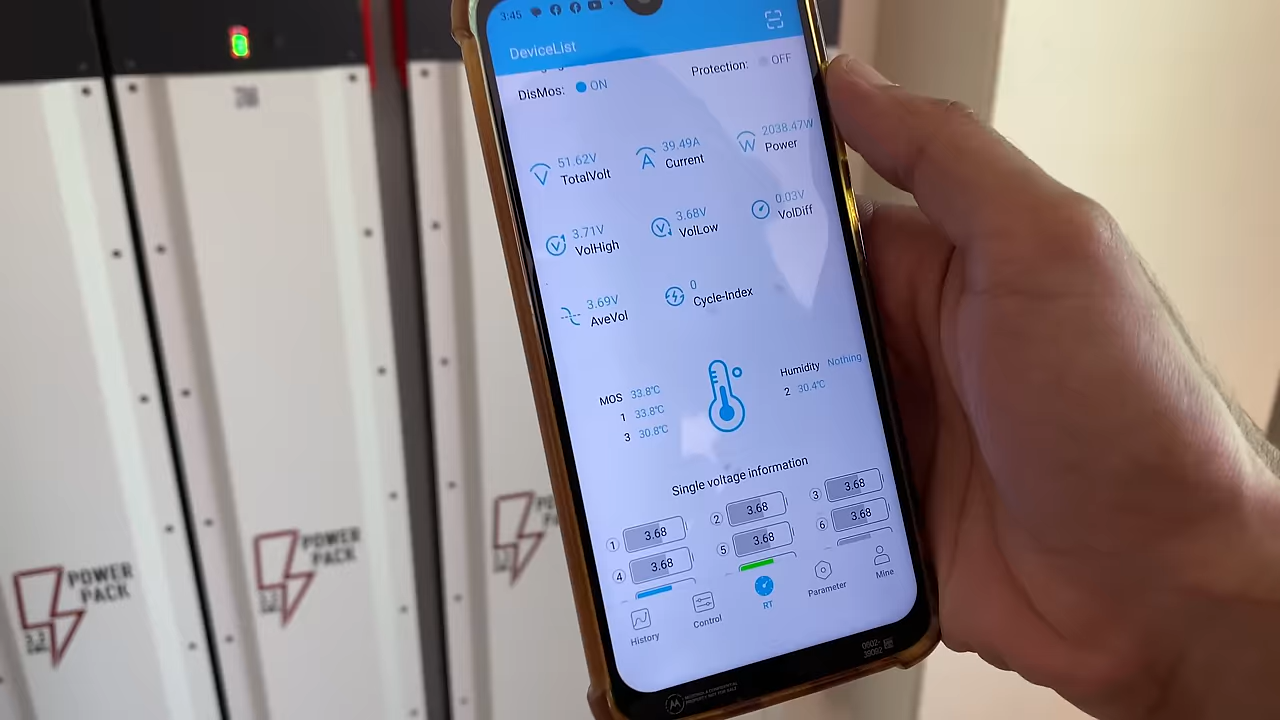 3:45
DeviceList
DisMos: ON
Protection: OFF
51.62V
TotalVolt
39.49A
Current
2038.47W
Power
3.71V
VolHigh
3.68V
VolLow
0.03V
VolDiff
3.69V
AveVol
0
Cycle-Index
MOS 33.8℃
1 33.8℃
3 30.8℃
Humidity Nothing
2 30.4℃
Single voltage information
1 3.68
2 3.68
3 3.68
4 3.68
5 3.68
6 3.68
History
Control
RT
Parameter
Mine
POWER
PACK
POWER
PACK